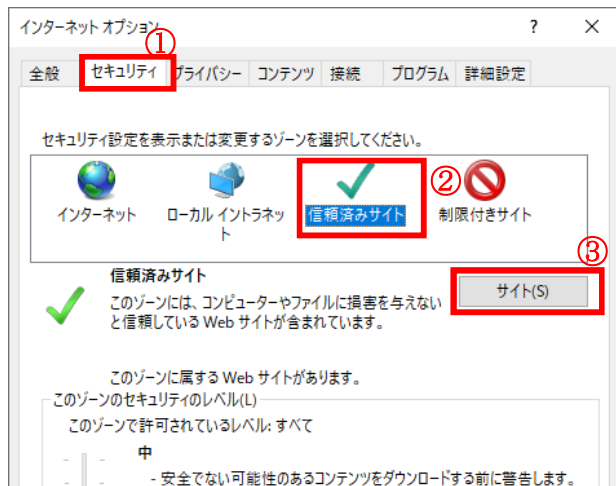 インターネット オプション ? ×
①
全般 セキュリティ プライバシー コンテンツ 接続 プログラム 詳細設定
セキュリティ設定を表示または変更するゾーンを選択してください。
②
インターネット ローカル イントラネット 信頼済みサイト 制限付きサイト
③
信頼済みサイト
サイト(S)
このゾーンには、コンピューターやファイルに損害を与えない
と信頼している Web サイトが含まれています。
このゾーンに属する Web サイトがあります。
このゾーンのセキュリティのレベル(L)
このゾーンで許可されているレベル: すべて
中
- 安全でない可能性のあるコンテンツをダウンロードする前に警告します。